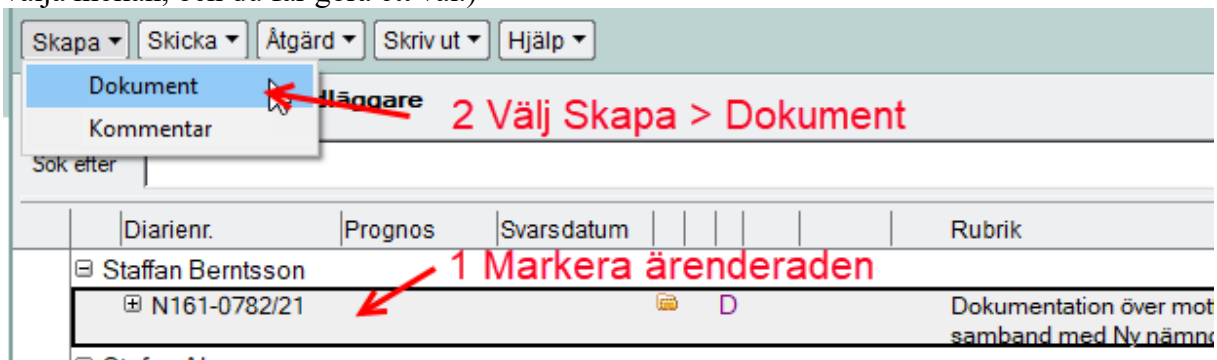 Skapa Skicka Åtgärd Skriv ut Hjälp
Dokument
Kommentar
2 Välj Skapa > Dokument
Sök efter
Diarienr. Prognos Svarsdatum Rubrik
Staffan Berntsson
1 Markera ärenderaden
N161-0782/21 D Dokumentation över mot
samband med Ny nämn